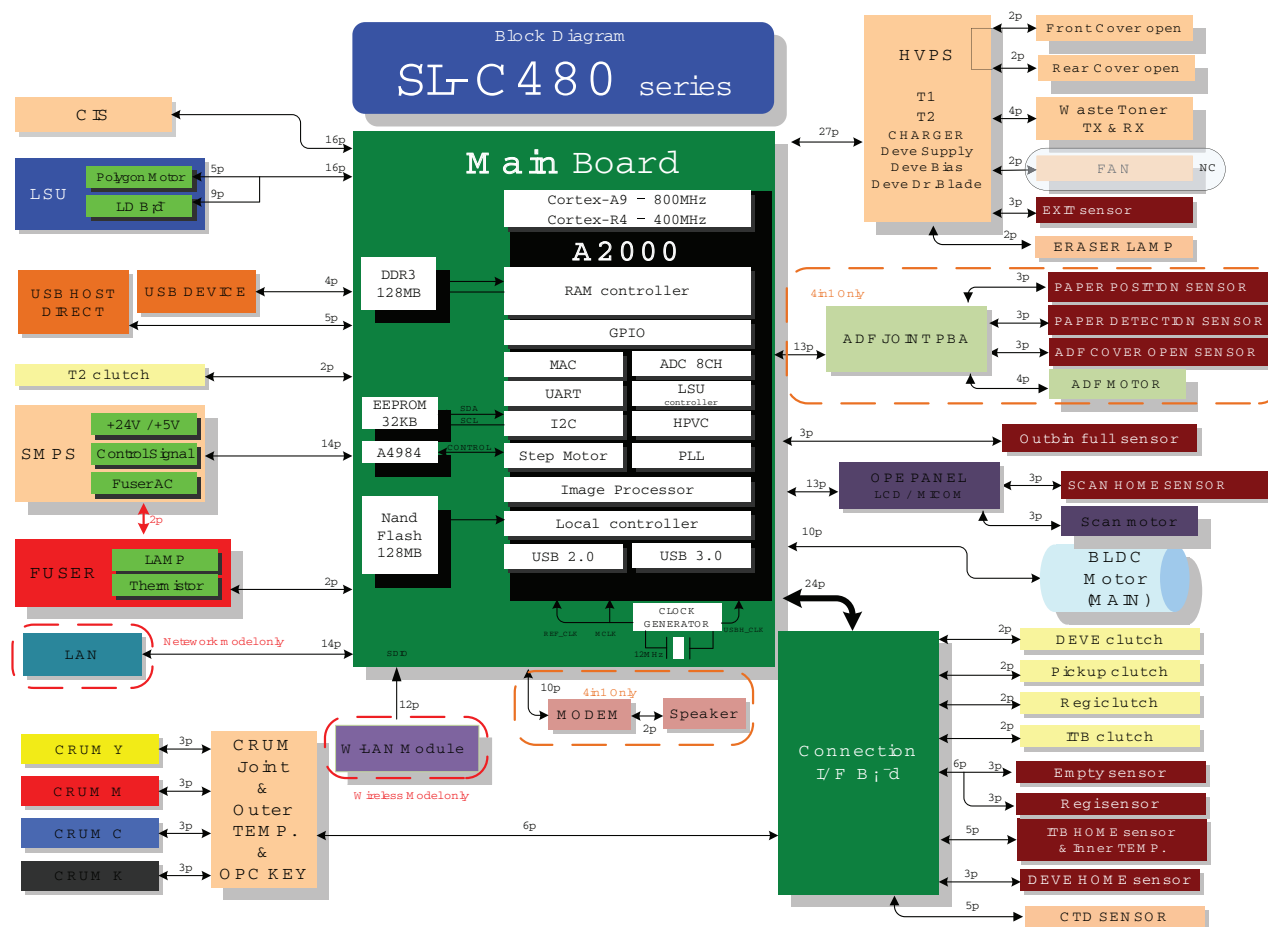 Block Diagram
SL-C480 series
Main Board
Cortex-A9 - 800MHz
Cortex-R4 - 400MHz
A2000
DDR3
128MB
RAM controller
GPIO
MAC
ADC 8CH
UART
LSU
controller
EEPROM
32KB
SDA
SCL
I2C
HPVC
A4984
CONTROL
Step Motor
PLL
Image Processor
Nand
Flash
128MB
Local controller
USB 2.0
USB 3.0
CLOCK
GENERATOR
REF_CLK
MCLK
USBH_CLK
12MHz
SDIO
CIS
16p
LSU
Polygon Motor
LD B¡¯d
5p
9p
16p
USB HOST
DIRECT
USB DEVICE
4p
5p
T2 clutch
2p
SMPS
+24V /+5V
Control Signal
Fuser AC
14p
2p
FUSER
LAMP
Thermistor
2p
LAN
Netework model only
14p
CRUM Y
3p
CRUM M
3p
CRUM C
3p
CRUM K
3p
CRUM
Joint
&
Outer
TEMP.
&
OPC KEY
6p
12p
W-LAN Module
Wireless Model only
10p
4in1 Only
MODEM
2p
Speaker
27p
HVPS
T1
T2
CHARGER
Deve Supply
Deve Bias
Deve Dr.Blade
2p
Front Cover open
2p
Rear Cover open
4p
Waste Toner
TX & RX
2p
FAN
NC
3p
EXIT sensor
2p
ERASER LAMP
4in1 Only
13p
ADF JOINT PBA
3p
PAPER POSITION SENSOR
3p
PAPER DETECTION SENSOR
3p
ADF COVER OPEN SENSOR
4p
ADF MOTOR
3p
Outbin full sensor
13p
OPE PANEL
LCD / MICOM
3p
SCAN HOME SENSOR
3p
Scan motor
10p
BLDC
Motor
(MAIN)
24p
Connection
I/F B¡¯d
2p
DEVE clutch
2p
Pickup clutch
2p
Regi clutch
2p
ITB clutch
6p
3p
Empty sensor
3p
Regi sensor
5p
ITB HOME sensor
& Inner TEMP.
3p
DEVE HOME sensor
5p
CTD SENSOR